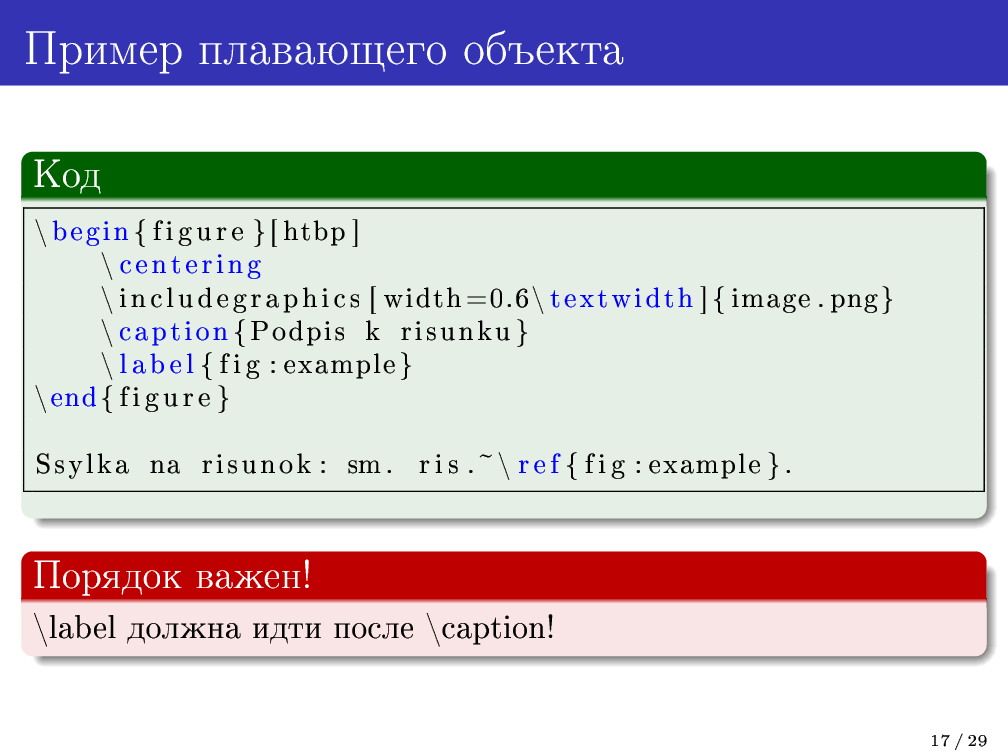 Пример плавающего объекта
Код
\begin{figure}[htbp]
\centering
\includegraphics[width=0.6\textwidth]{image.png}
\caption{Podpis k risunku}
\label{fig:example}
\end{figure}
Ssylka na risunok: sm. ris.~\ref{fig:example}.
Порядок важен!
\label должна идти после \caption!
17 / 29